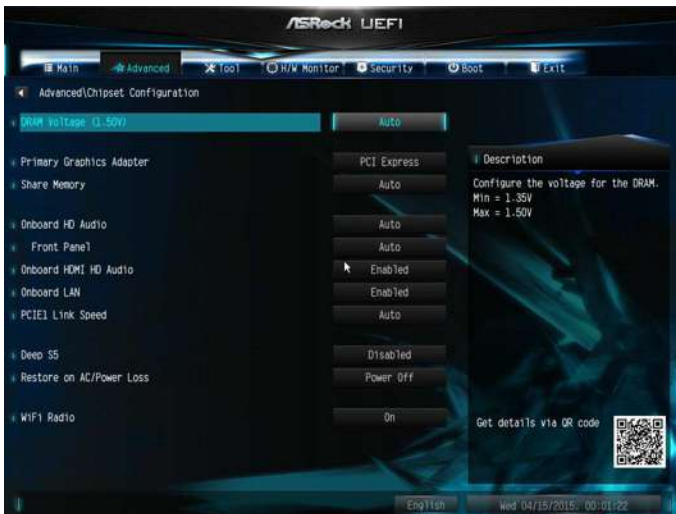 ASRock UEFI
Main Advanced Tool H/W Monitor Security Boot Exit
Advanced\Chipset Configuration
DRAM Voltage (1.50V) Auto
Primary Graphics Adapter PCI Express
Share Memory Auto
Onboard HD Audio Auto
Front Panel Auto
Onboard HDMI HD Audio Enabled
Onboard LAN Enabled
PCIE1 Link Speed Auto
Deep S5 Disabled
Restore on AC/Power Loss Power Off
WiFi Radio On
Description
Configure the voltage for the DRAM.
Min = 1.35V
Max = 1.50V
Get details via QR code
English Wed 04/15/2015. 00:01:22